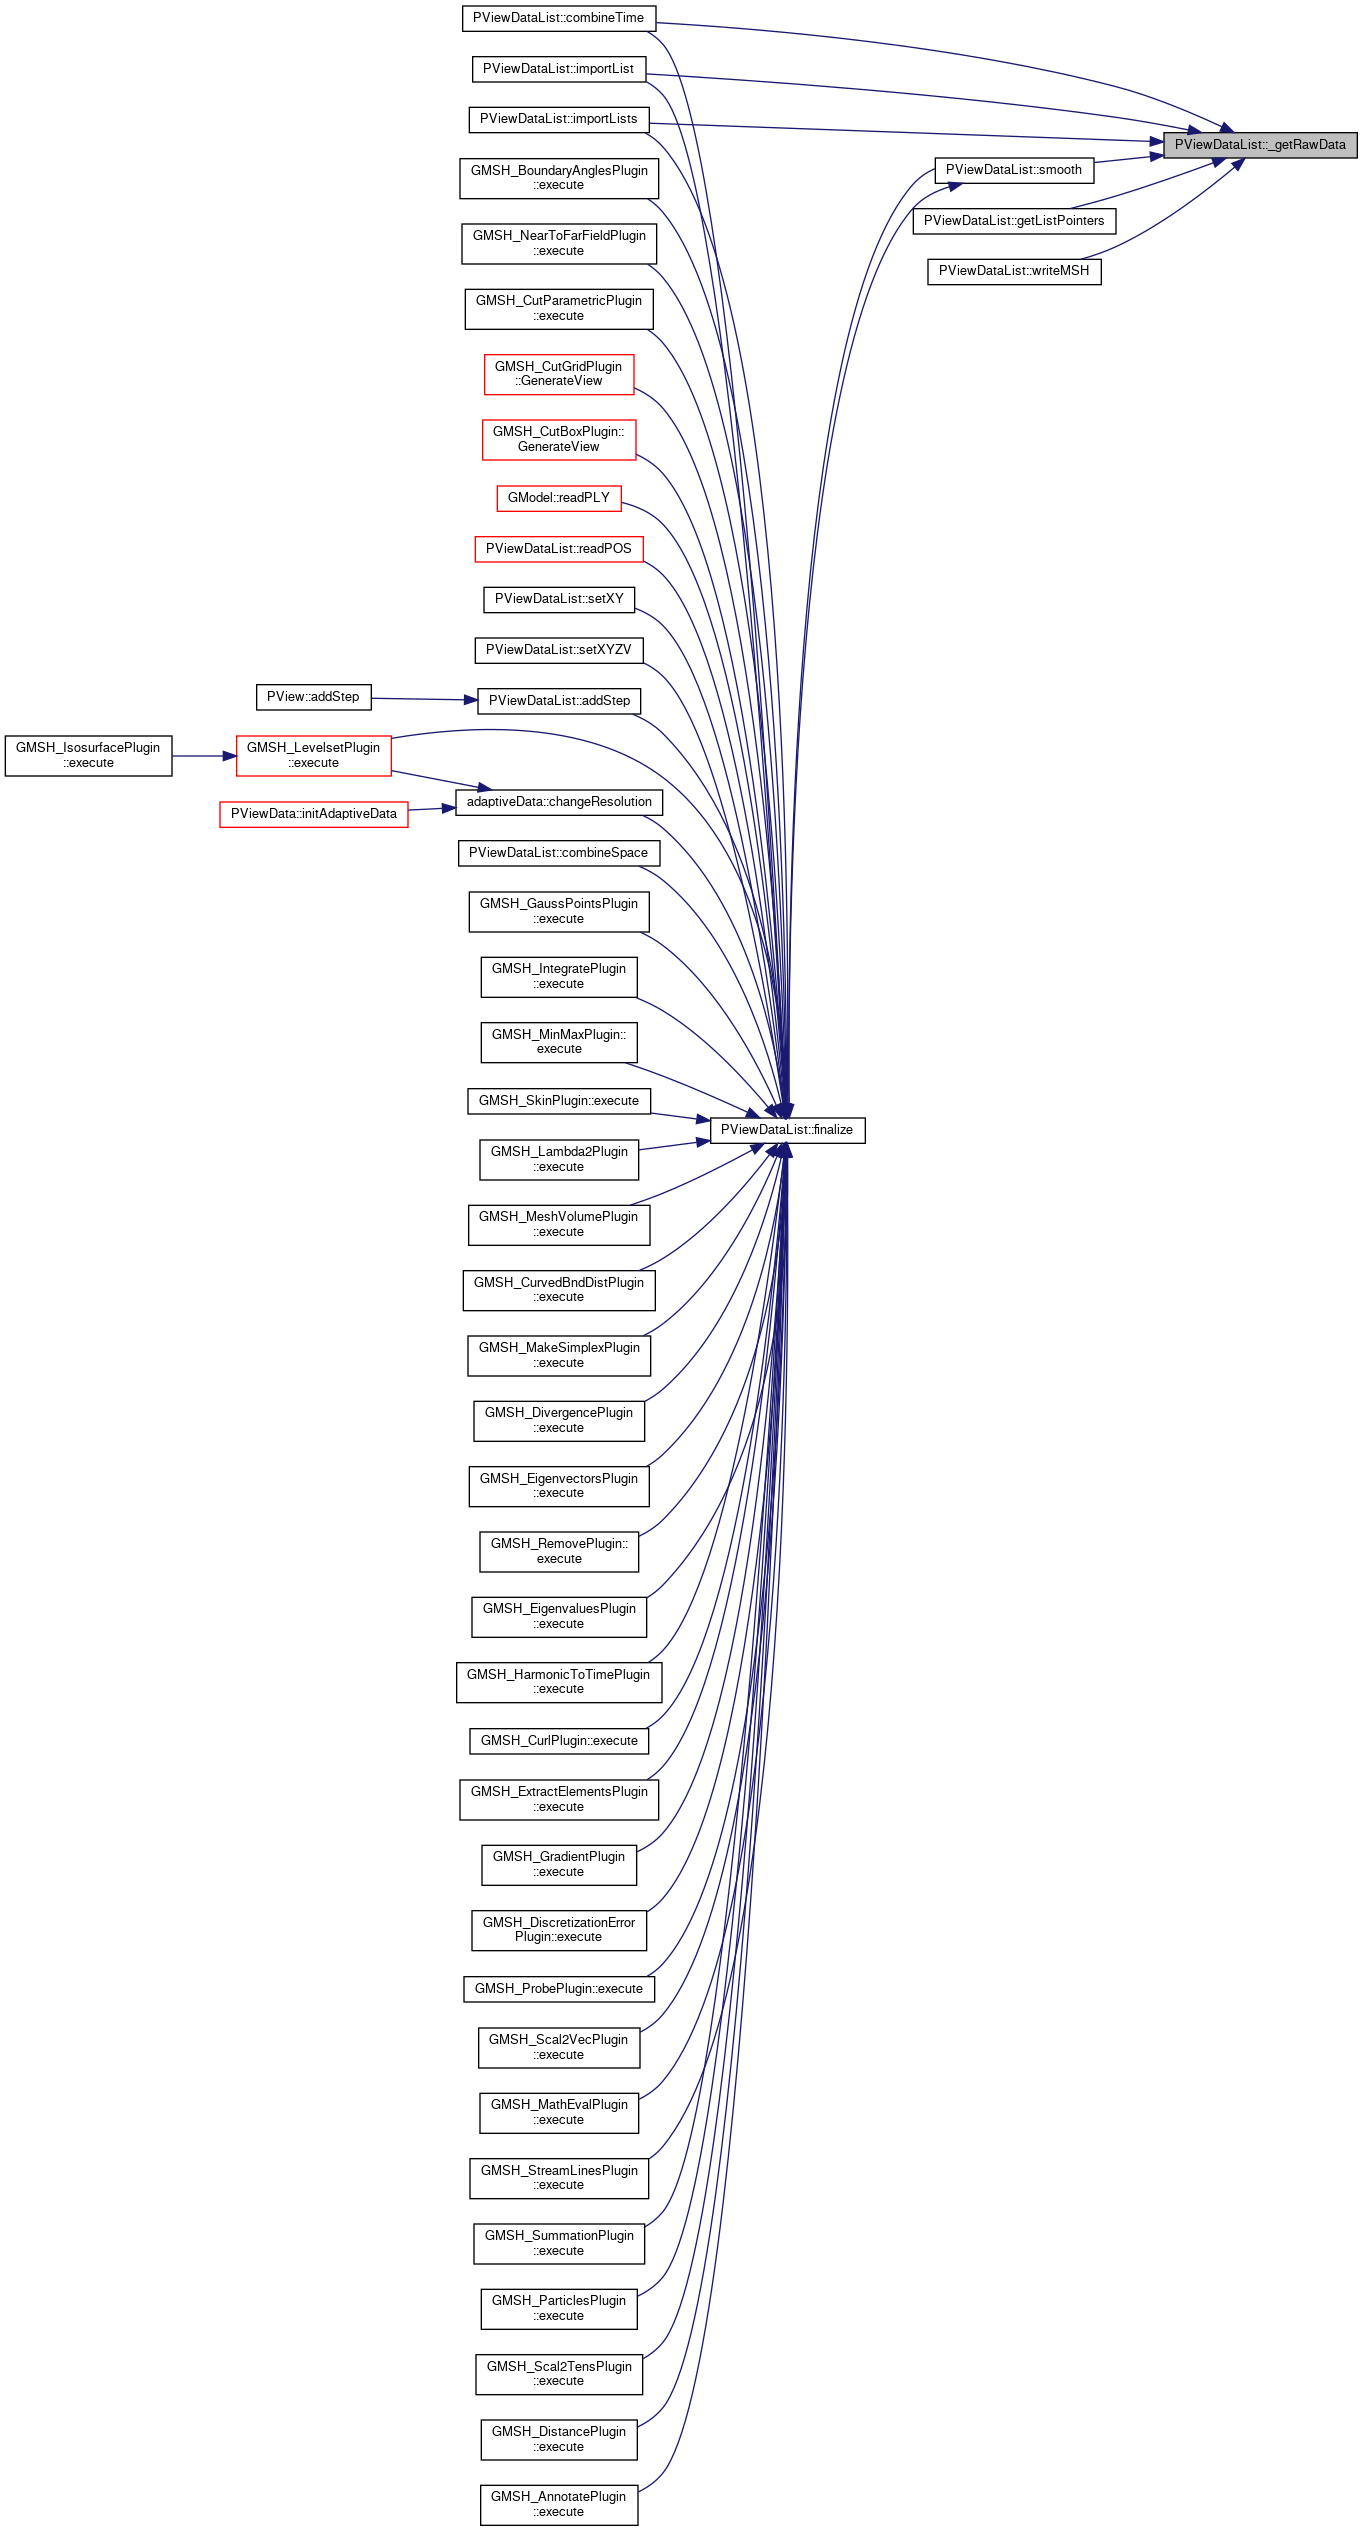 PViewDataList::combineTime
PViewDataList::importList
PViewDataList::importLists
GMSH_BoundaryAnglesPlugin
::execute
GMSH_NearToFarFieldPlugin
::execute
GMSH_CutParametricPlugin
::execute
GMSH_CutGridPlugin
::GenerateView
GMSH_CutBoxPlugin::
GenerateView
GModel::readPLY
PViewDataList::readPOS
PViewDataList::setXY
PViewDataList::setXYZV
PView::addStep
PViewDataList::addStep
GMSH_IsosurfacePlugin
::execute
GMSH_LevelsetPlugin
::execute
adaptiveData::changeResolution
PViewData::initAdaptiveData
PViewDataList::combineSpace
GMSH_GaussPointsPlugin
::execute
GMSH_IntegratePlugin
::execute
GMSH_MinMaxPlugin::
execute
GMSH_SkinPlugin::execute
GMSH_Lambda2Plugin
::execute
GMSH_MeshVolumePlugin
::execute
GMSH_CurvedBndDistPlugin
::execute
GMSH_MakeSimplexPlugin
::execute
GMSH_DivergencePlugin
::execute
GMSH_EigenvectorsPlugin
::execute
GMSH_RemovePlugin::
execute
GMSH_EigenvaluesPlugin
::execute
GMSH_HarmonicToTimePlugin
::execute
GMSH_CurlPlugin::execute
GMSH_ExtractElementsPlugin
::execute
GMSH_GradientPlugin
::execute
GMSH_DiscretizationError
Plugin::execute
GMSH_ProbePlugin::execute
GMSH_Scal2VecPlugin
::execute
GMSH_MathEvalPlugin
::execute
GMSH_StreamLinesPlugin
::execute
GMSH_SummationPlugin
::execute
GMSH_ParticlesPlugin
::execute
GMSH_Scal2TensPlugin
::execute
GMSH_DistancePlugin
::execute
GMSH_AnnotatePlugin
::execute
PViewDataList::finalize
PViewDataList::smooth
PViewDataList::getListPointers
PViewDataList::writeMSH
PViewDataList::_getRawData